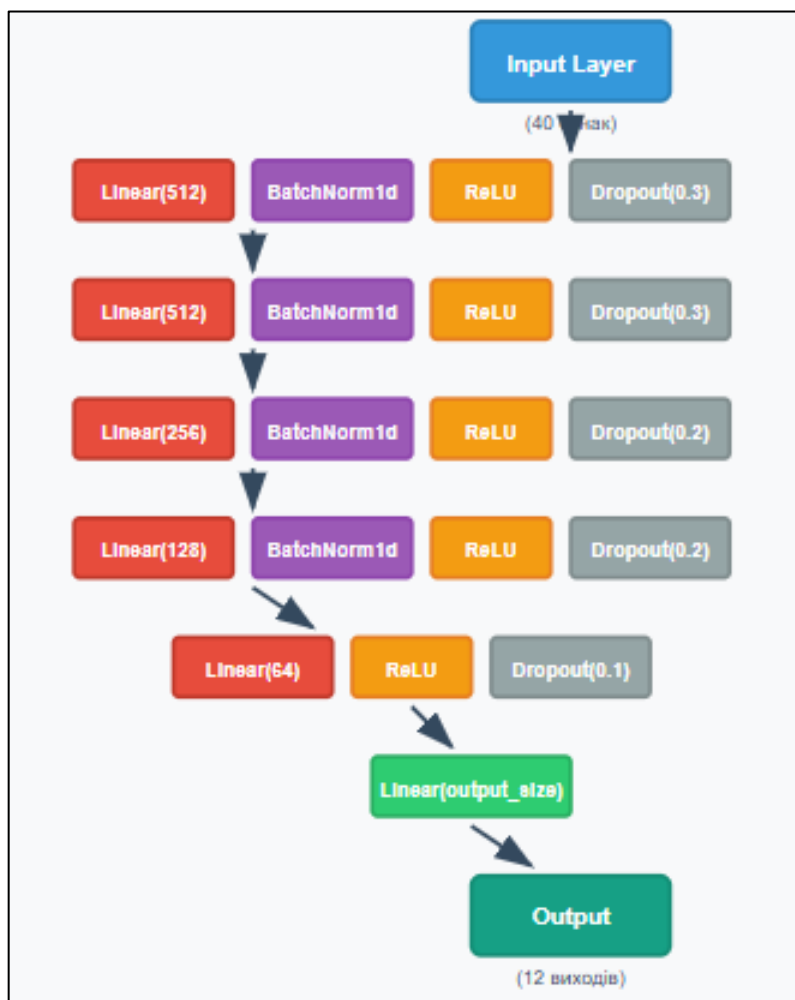 Input Layer
(40
Linear(512) BatchNorm1d ReLU Dropout(0.3)
Linear(512) BatchNorm1d ReLU Dropout(0.3)
Linear(256) BatchNorm1d ReLU Dropout(0.2)
Linear(128) BatchNorm1d ReLU Dropout(0.2)
Linear(64) ReLU Dropout(0.1)
Linear(output_size)
Output
(12 виходів)